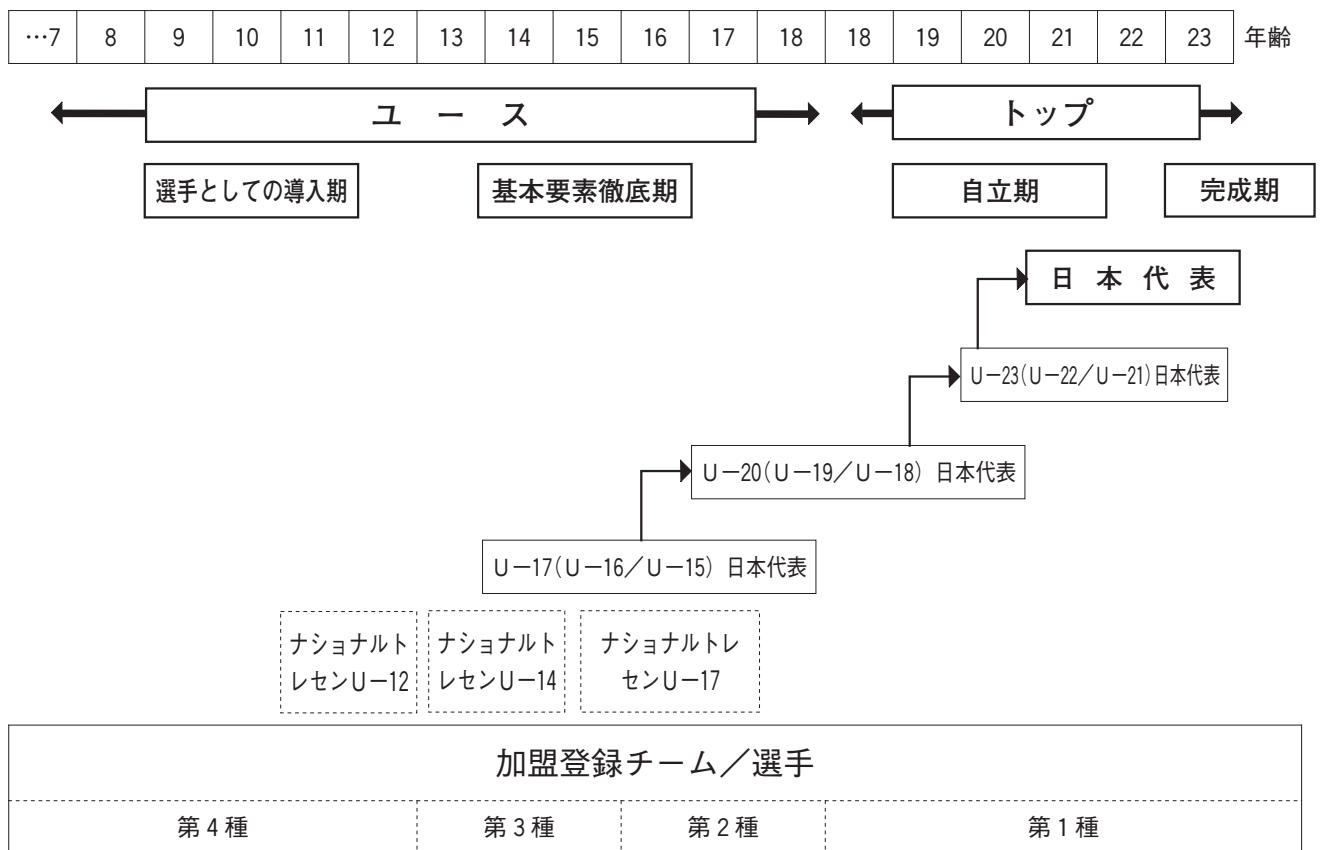 …7 8 9 10 11 12 13 14 15 16 17 18 18 19 20 21 22 23 年齢
ユース トップ
選手としての導入期 基本要素徹底期 自立期 完成期
日本代表
U－23(U－22／U－21)日本代表
U－20(U－19／U－18) 日本代表
U－17(U－16／U－15) 日本代表
ナショナルト
レセンU－12
ナショナルト
レセンU－14
ナショナルトレ
センU－17
加盟登録チーム／選手
第4種 第3種 第2種 第1種